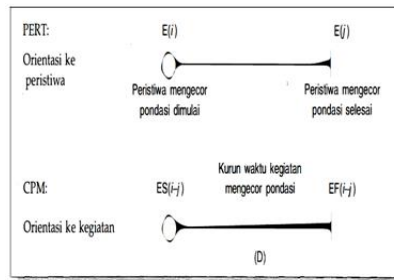 PERT:
E(i)
E(j)
Orientasi ke
peristiwa
Peristiwa mengecor
pondasi dimulai
Peristiwa mengecor
pondasi selesai
Kurun waktu kegiatan
mengecor pondasi
CPM:
ES(i–j)
EF(i–j)
Orientasi ke kegiatan
(D)